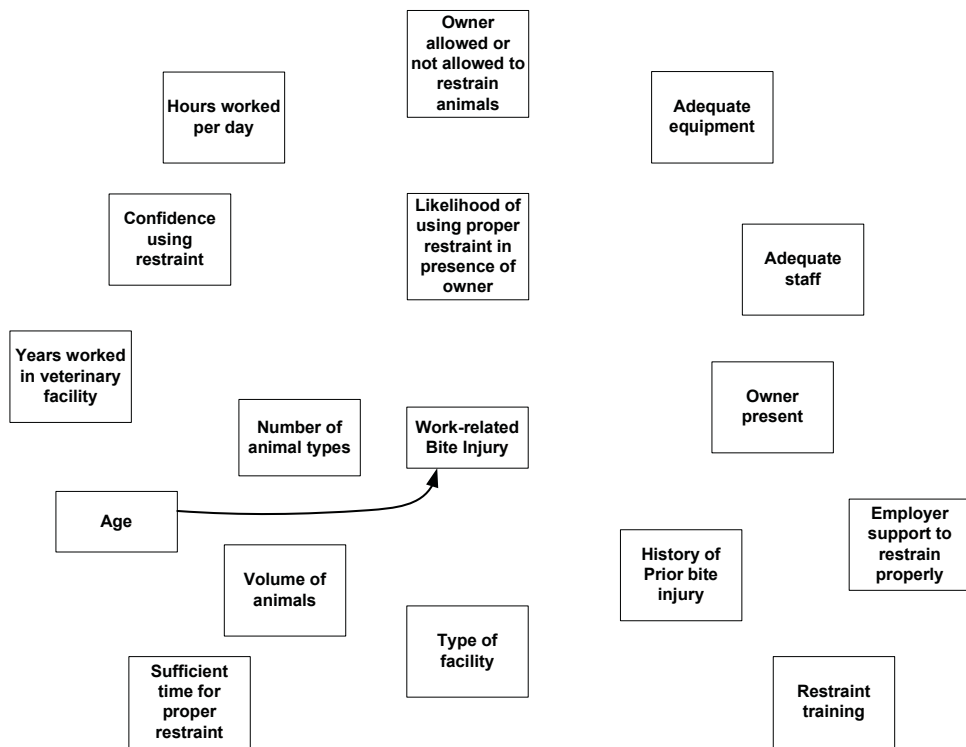 Owner
allowed or
not allowed to
restrain
animals
Hours worked
per day
Adequate
equipment
Confidence
using
restraint
Likelihood of
using proper
restraint in
presence of
owner
Adequate
staff
Years worked
in veterinary
facility
Owner
present
Number of
animal types
Work-related
Bite Injury
Age
Employer
support to
restrain
properly
History of
Prior bite
injury
Volume of
animals
Type of
facility
Sufficient
time for
proper
restraint
Restraint
training